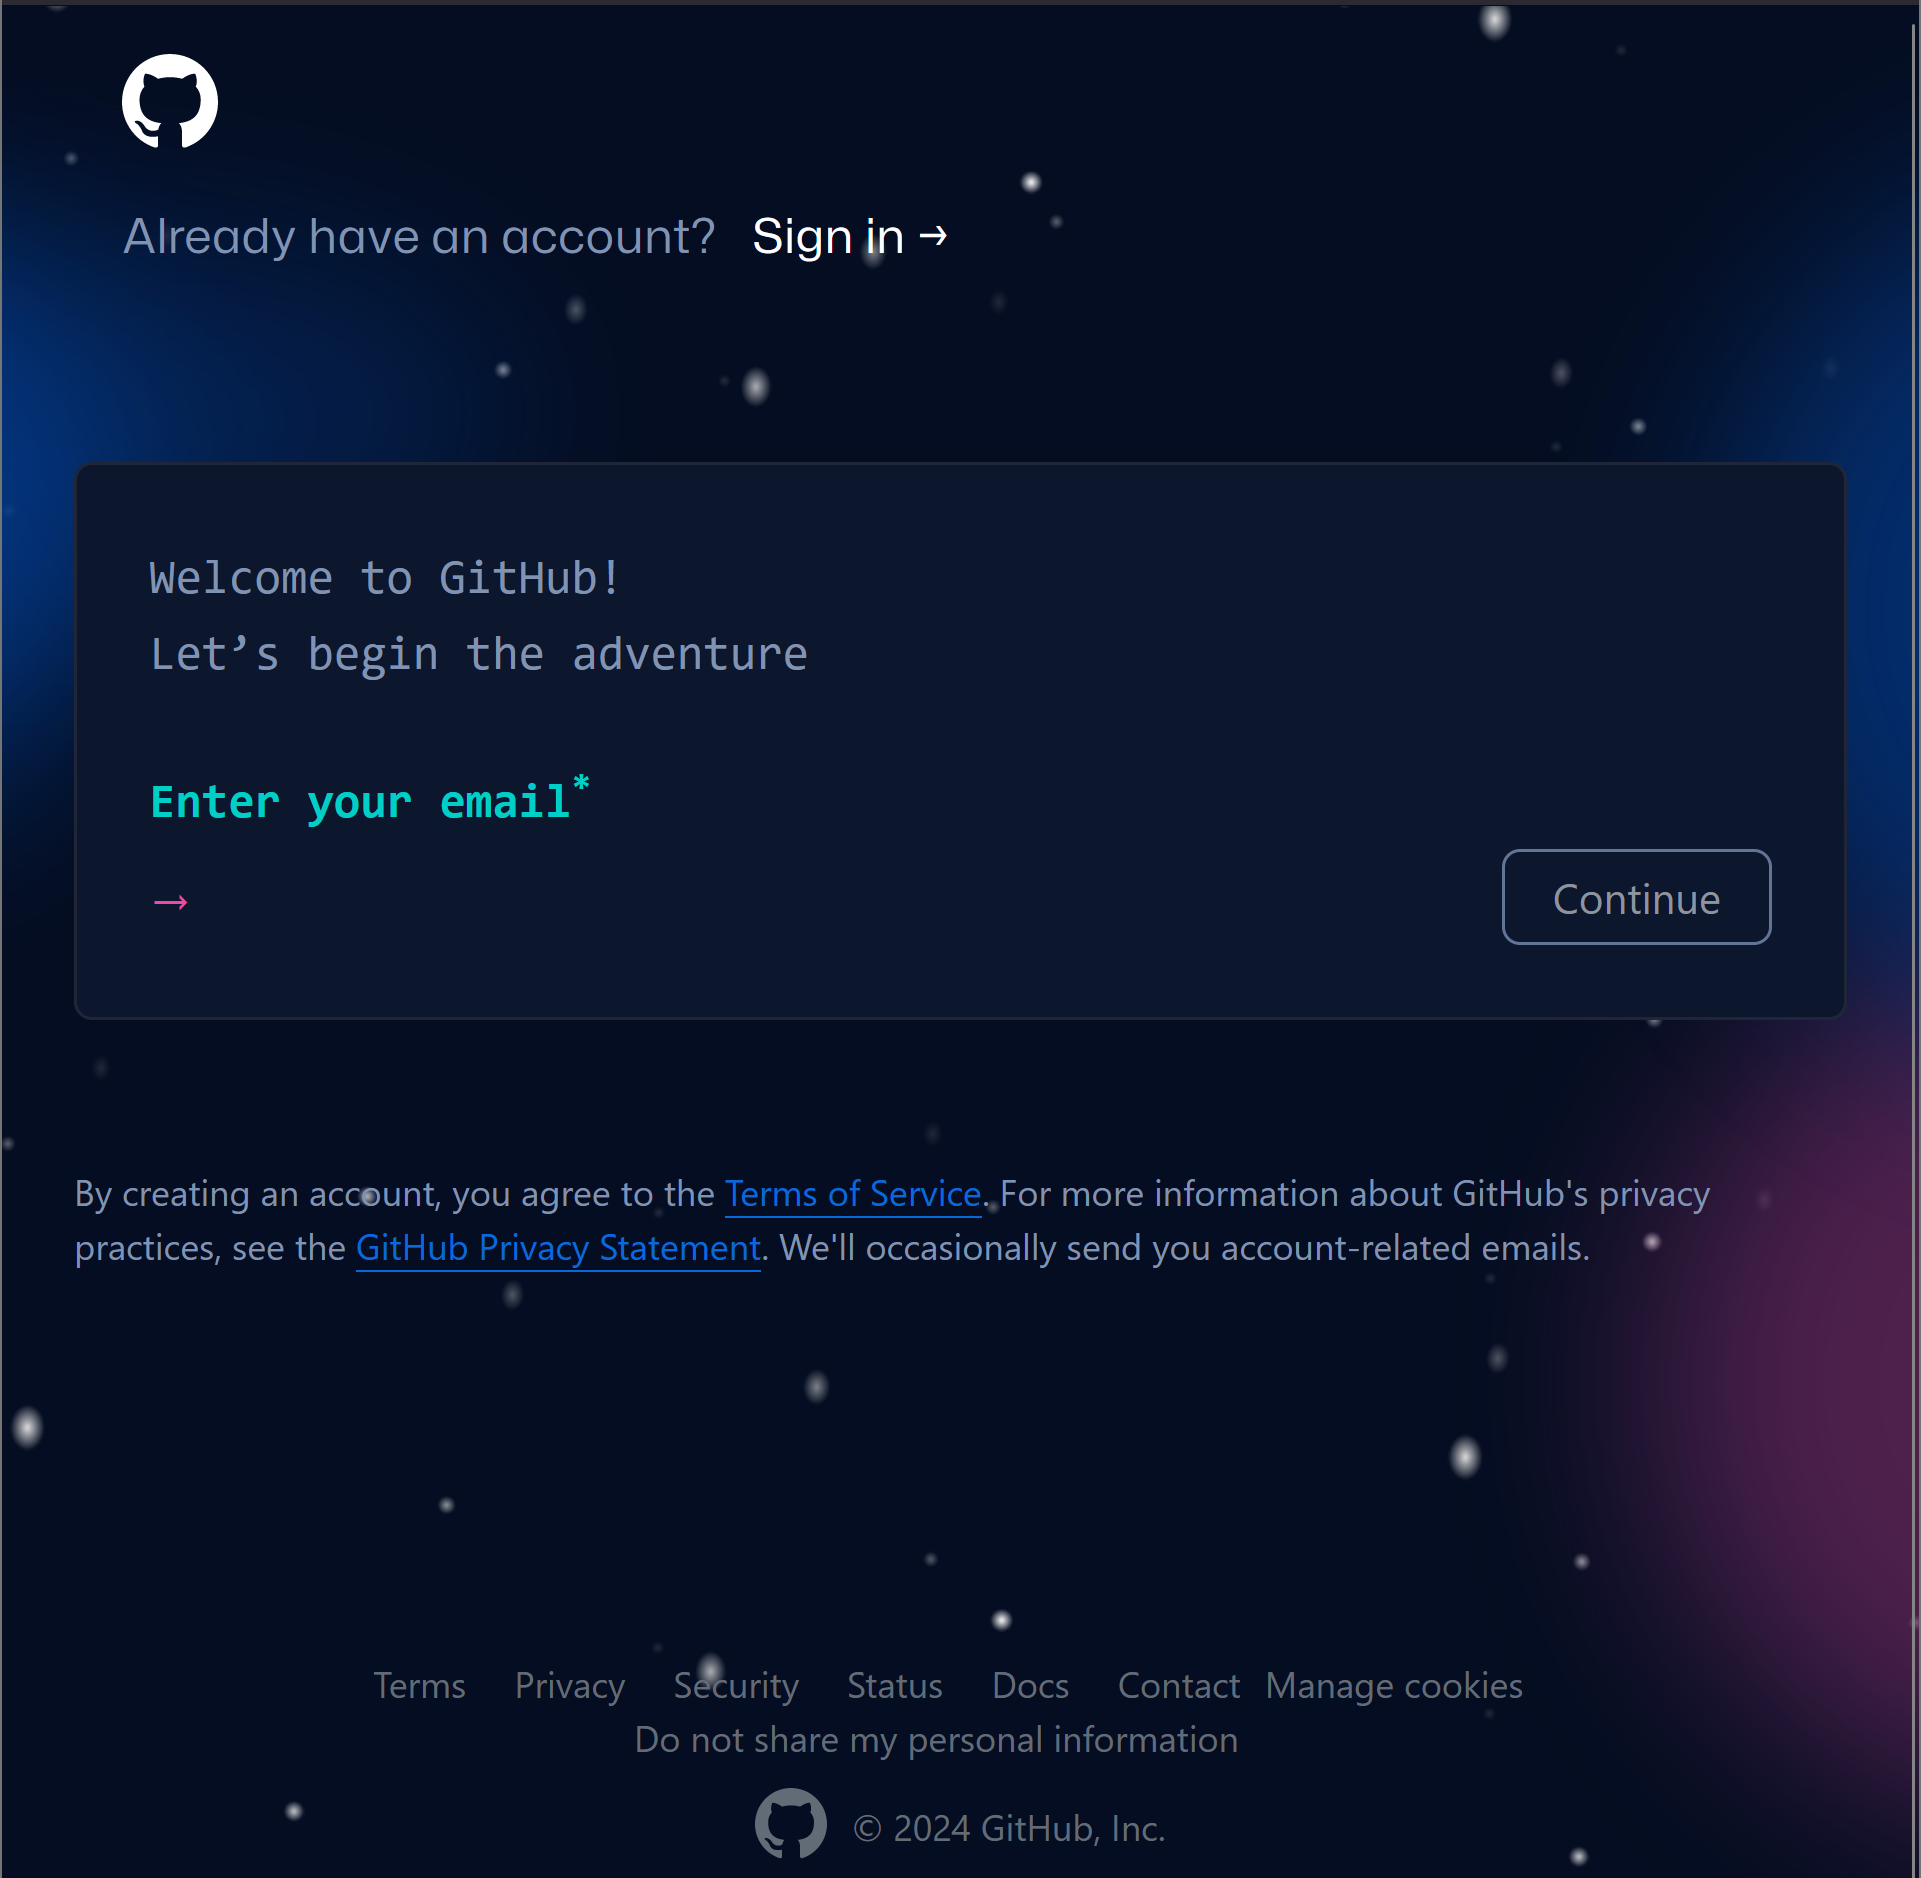 Already have an account? Sign in →
Welcome to GitHub!
Let’s begin the adventure
Enter your email*
→
Continue
By creating an account, you agree to the Terms of Service. For more information about GitHub's privacy
practices, see the GitHub Privacy Statement. We'll occasionally send you account-related emails.
Terms Privacy Security Status Docs Contact Manage cookies
Do not share my personal information
© 2024 GitHub, Inc.